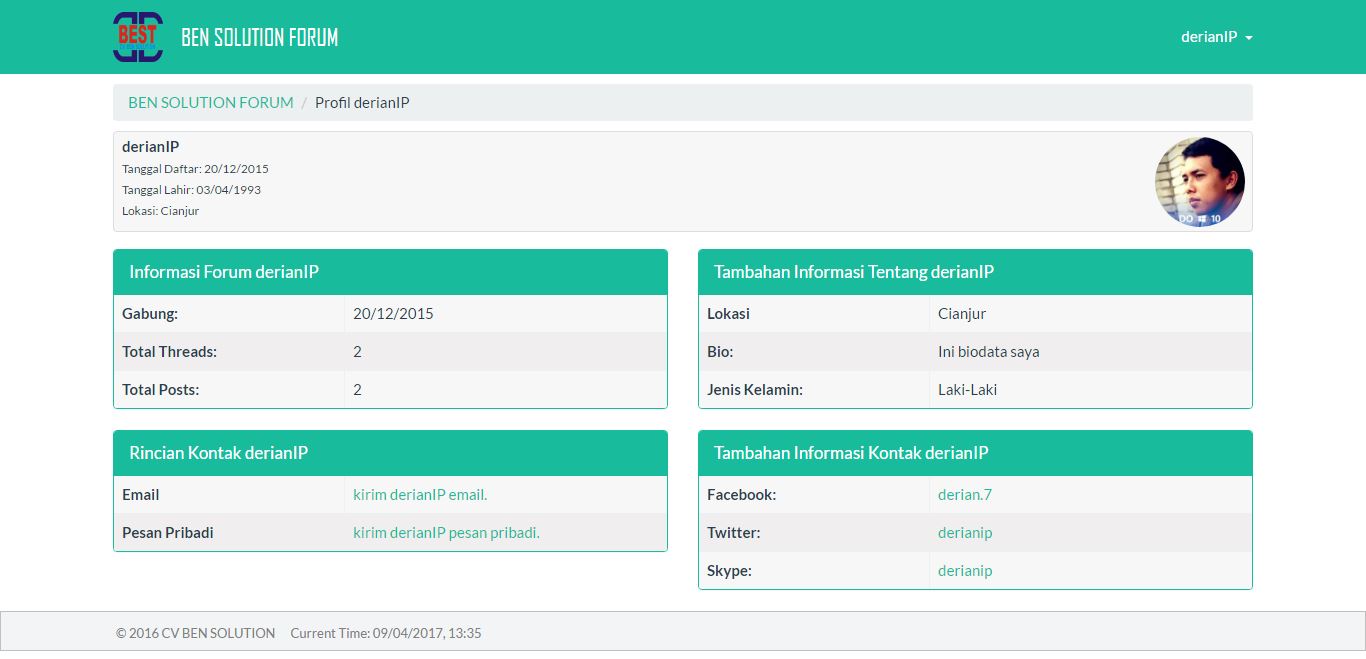 BEST
BEN SOLUTION FORUM
derianIP
BEN SOLUTION FORUM / Profil derianIP
derianIP
Tanggal Daftar: 20/12/2015
Tanggal Lahir: 03/04/1993
Lokasi: Cianjur
DO 10
Informasi Forum derianIP
Gabung: 20/12/2015
Total Threads: 2
Total Posts: 2
Tambahan Informasi Tentang derianIP
Lokasi Cianjur
Bio: Ini biodata saya
Jenis Kelamin: Laki-Laki
Rincian Kontak derianIP
Email kirim derianIP email.
Pesan Pribadi kirim derianIP pesan pribadi.
Tambahan Informasi Kontak derianIP
Facebook: derian.7
Twitter: derianip
Skype: derianip
© 2016 CV BEN SOLUTION Current Time: 09/04/2017, 13:35